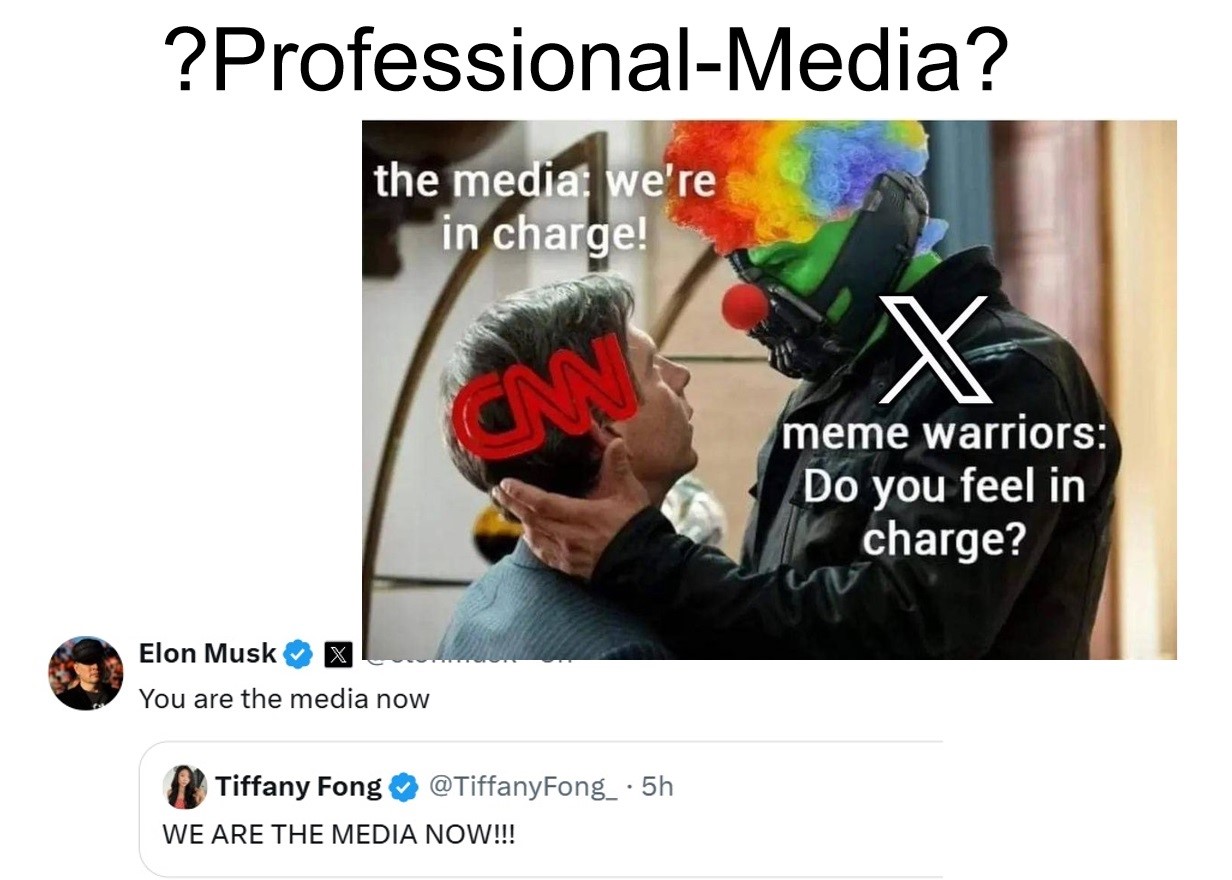 ?Professional-Media?
the media: we're
in charge!
CNN
X
meme warriors:
Do you feel in
charge?
Elon Musk X
You are the media now
Tiffany Fong @TiffanyFong_ · 5h
WE ARE THE MEDIA NOW!!!